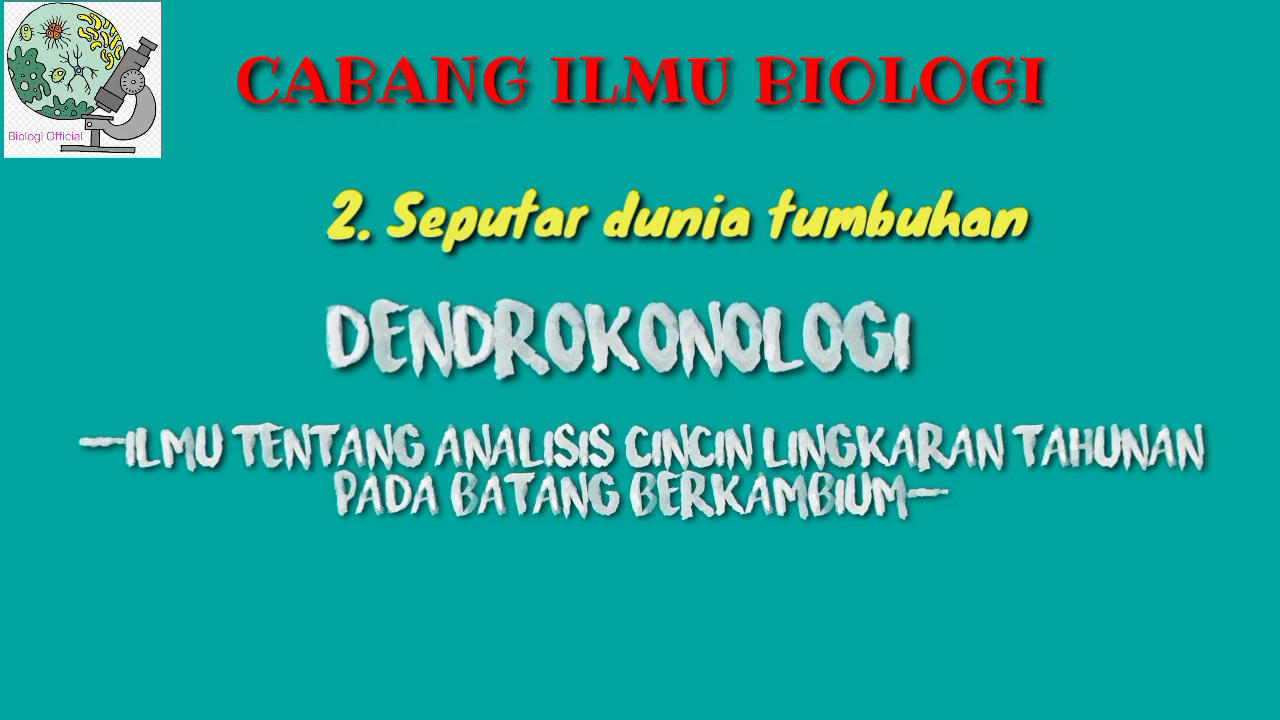 Biologi Official
CABANG ILMU BIOLOGI
2. Seputar dunia tumbuhan
DENDROKONOLOGI
—ILMU TENTANG ANALISIS CINCIN LINGKARAN TAHUNAN
PADA BATANG BERKAMBIUM—